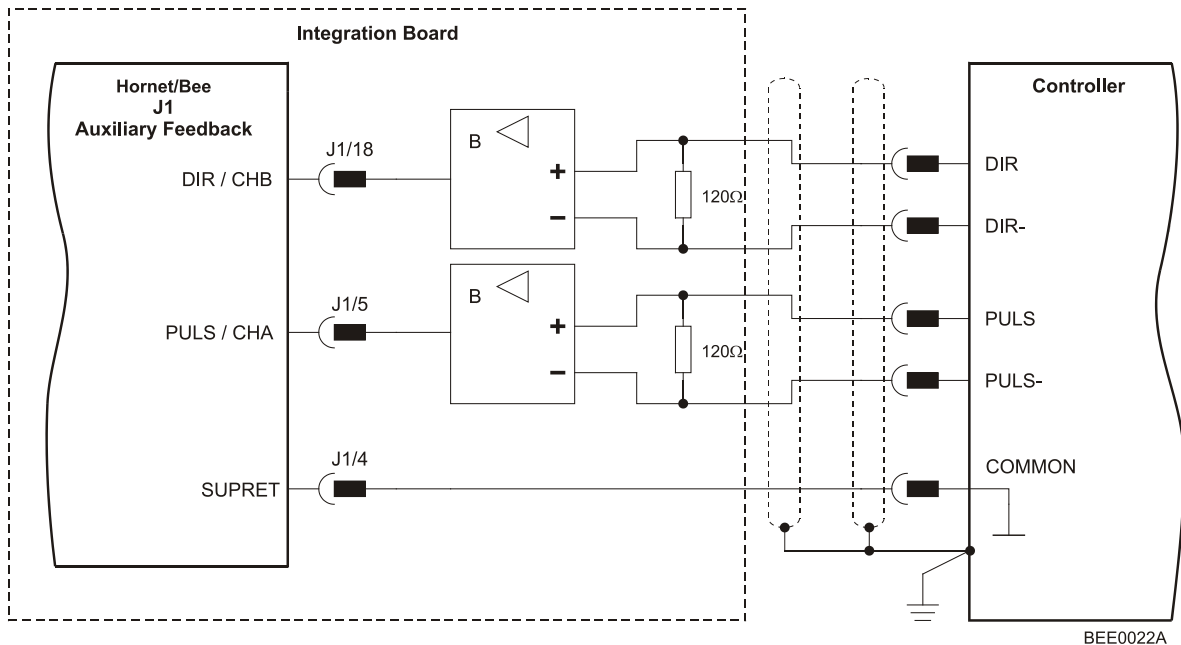 Integration Board
Hornet/Bee
J1
Auxiliary Feedback
Controller
J1/18
DIR / CHB
B
+
−
120Ω
DIR
DIR-
J1/5
PULS / CHA
B
+
−
120Ω
PULS
PULS-
J1/4
SUPRET
COMMON
BEE0022A